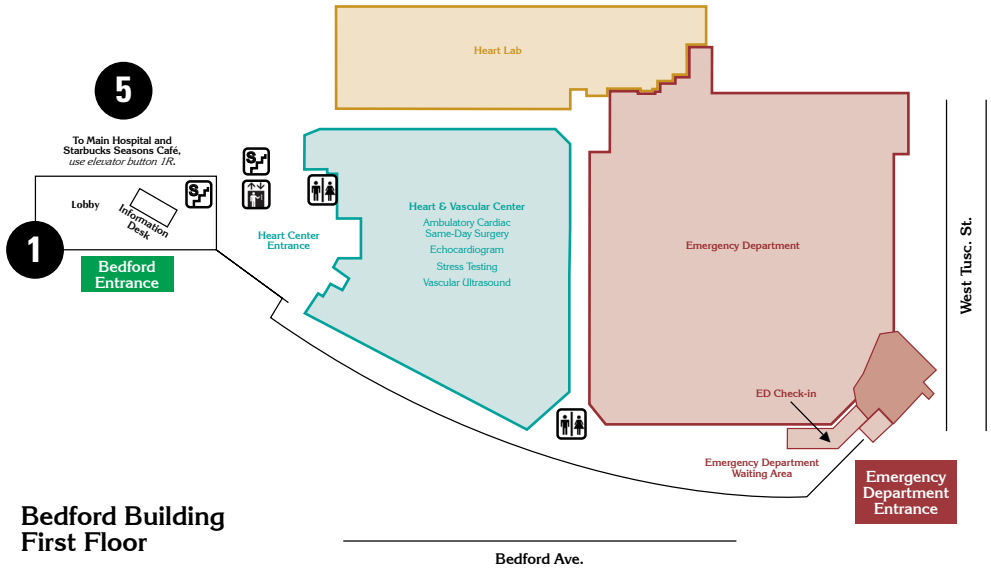 Heart Lab
5
To Main Hospital and
Starbucks Seasons Café,
use elevator button 1R.
S
S
Lobby
Information
Desk
1
Bedford
Entrance
Heart Center
Entrance
Heart & Vascular Center
Ambulatory Cardiac
Same-Day Surgery
Echocardiogram
Stress Testing
Vascular Ultrasound
Emergency Department
West Tusc. St.
ED Check-in
Emergency Department
Waiting Area
Emergency
Department
Entrance
Bedford Building
First Floor
Bedford Ave.